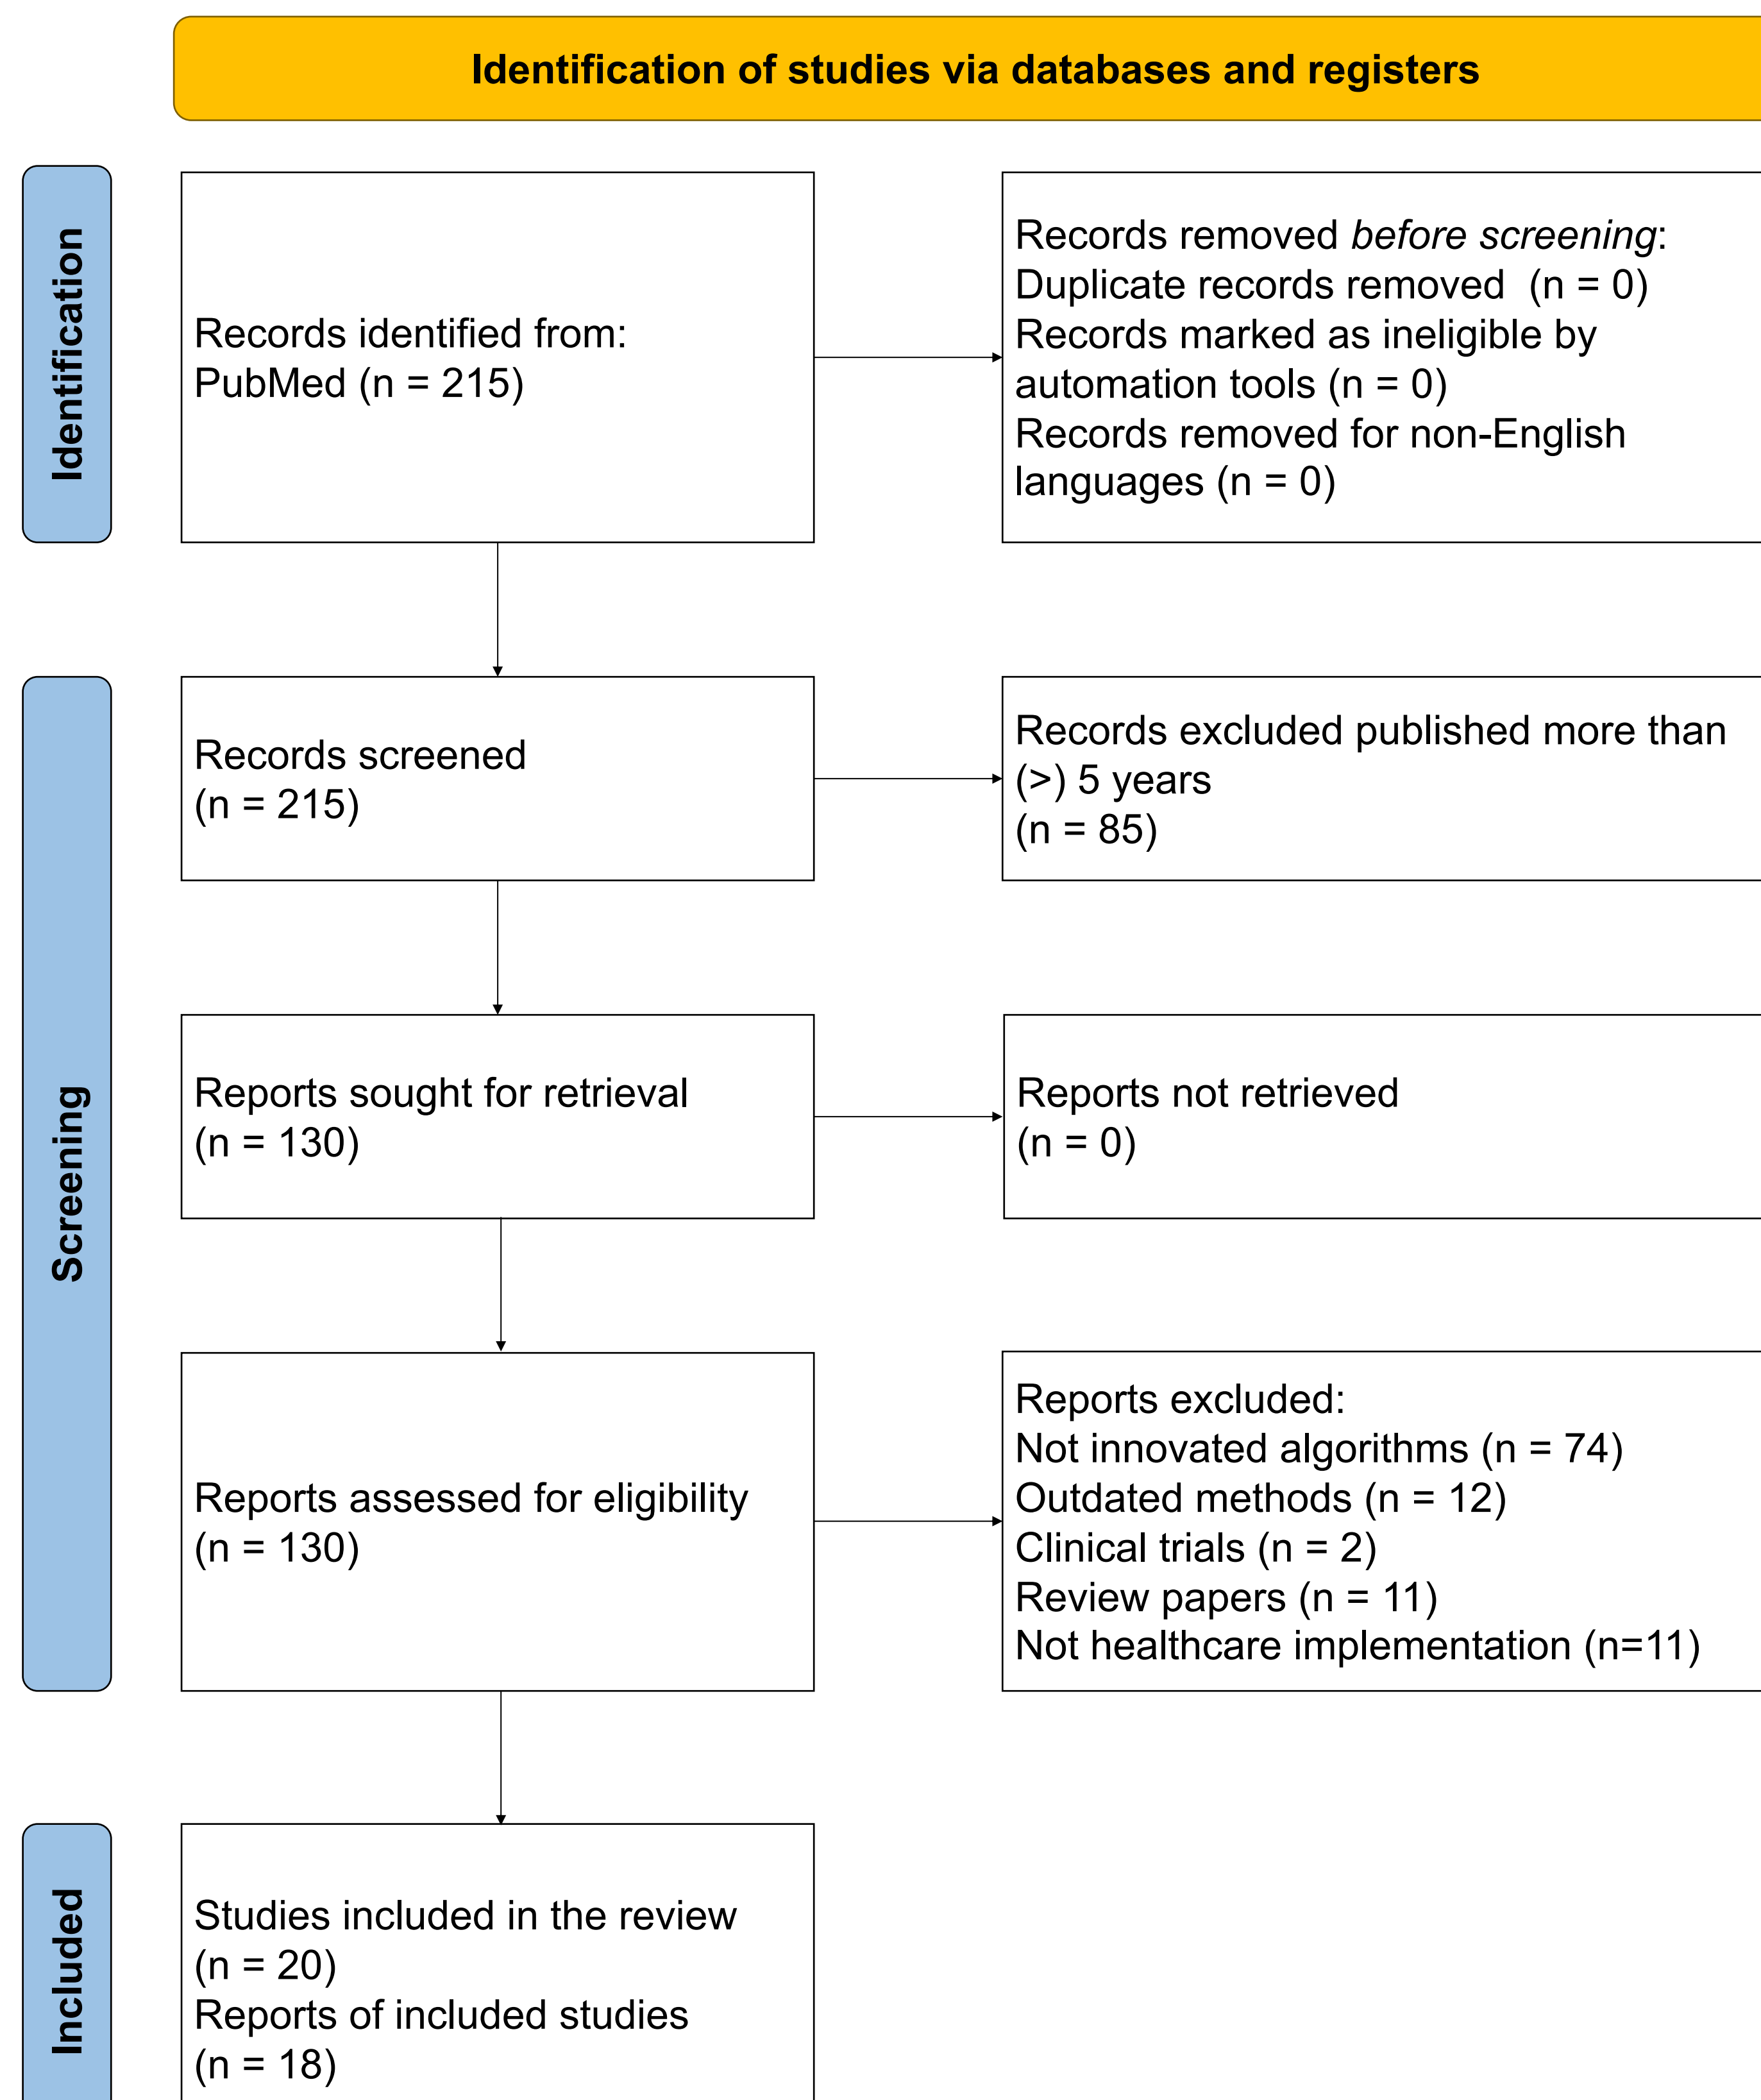 Identification of studies via databases and registers
Identification
Records identified from:
PubMed (n = 215)
Records removed before screening:
Duplicate records removed  (n = 0)
Records marked as ineligible by
automation tools (n = 0)
Records removed for non-English
languages (n = 0)
Screening
Records screened
(n = 215)
Records excluded published more than
(>) 5 years
(n = 85)
Reports sought for retrieval
(n = 130)
Reports not retrieved
(n = 0)
Reports assessed for eligibility
(n = 130)
Reports excluded:
Not innovated algorithms (n = 74)
Outdated methods (n = 12)
Clinical trials (n = 2)
Review papers (n = 11)
Not healthcare implementation (n=11)
Included
Studies included in the review
(n = 20)
Reports of included studies
(n = 18)